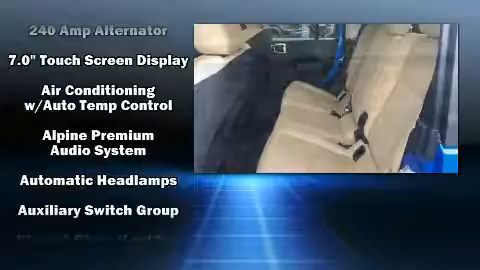 240 Amp Alternator
7.0" Touch Screen Display
Air Conditioning
w/Auto Temp Control
Alpine Premium
Audio System
Automatic Headlamps
Auxiliary Switch Group